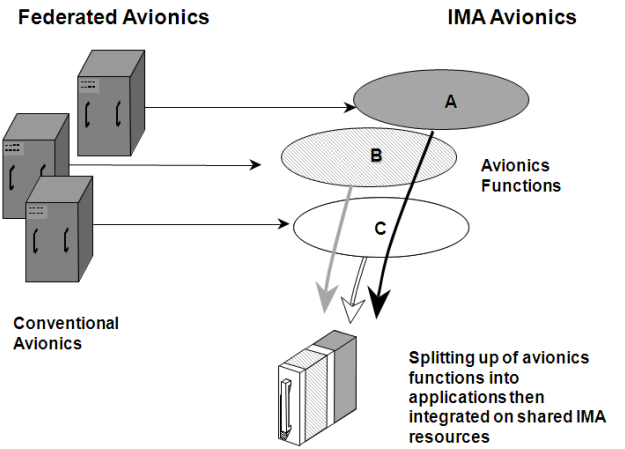 Federated Avionics
IMA Avionics
A
B
Avionics
Functions
C
Conventional
Avionics
Splitting up of avionics
functions into
applications then
integrated on shared IMA
resources